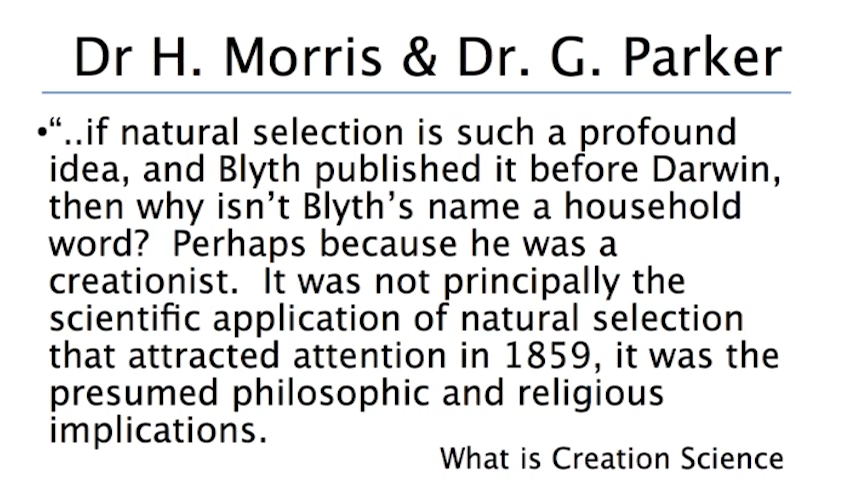 Dr H. Morris & Dr. G. Parker
•“..if natural selection is such a profound
idea, and Blyth published it before Darwin,
then why isn’t Blyth’s name a household
word?  Perhaps because he was a
creationist.  It was not principally the
scientific application of natural selection
that attracted attention in 1859, it was the
presumed philosophic and religious
implications.
What is Creation Science